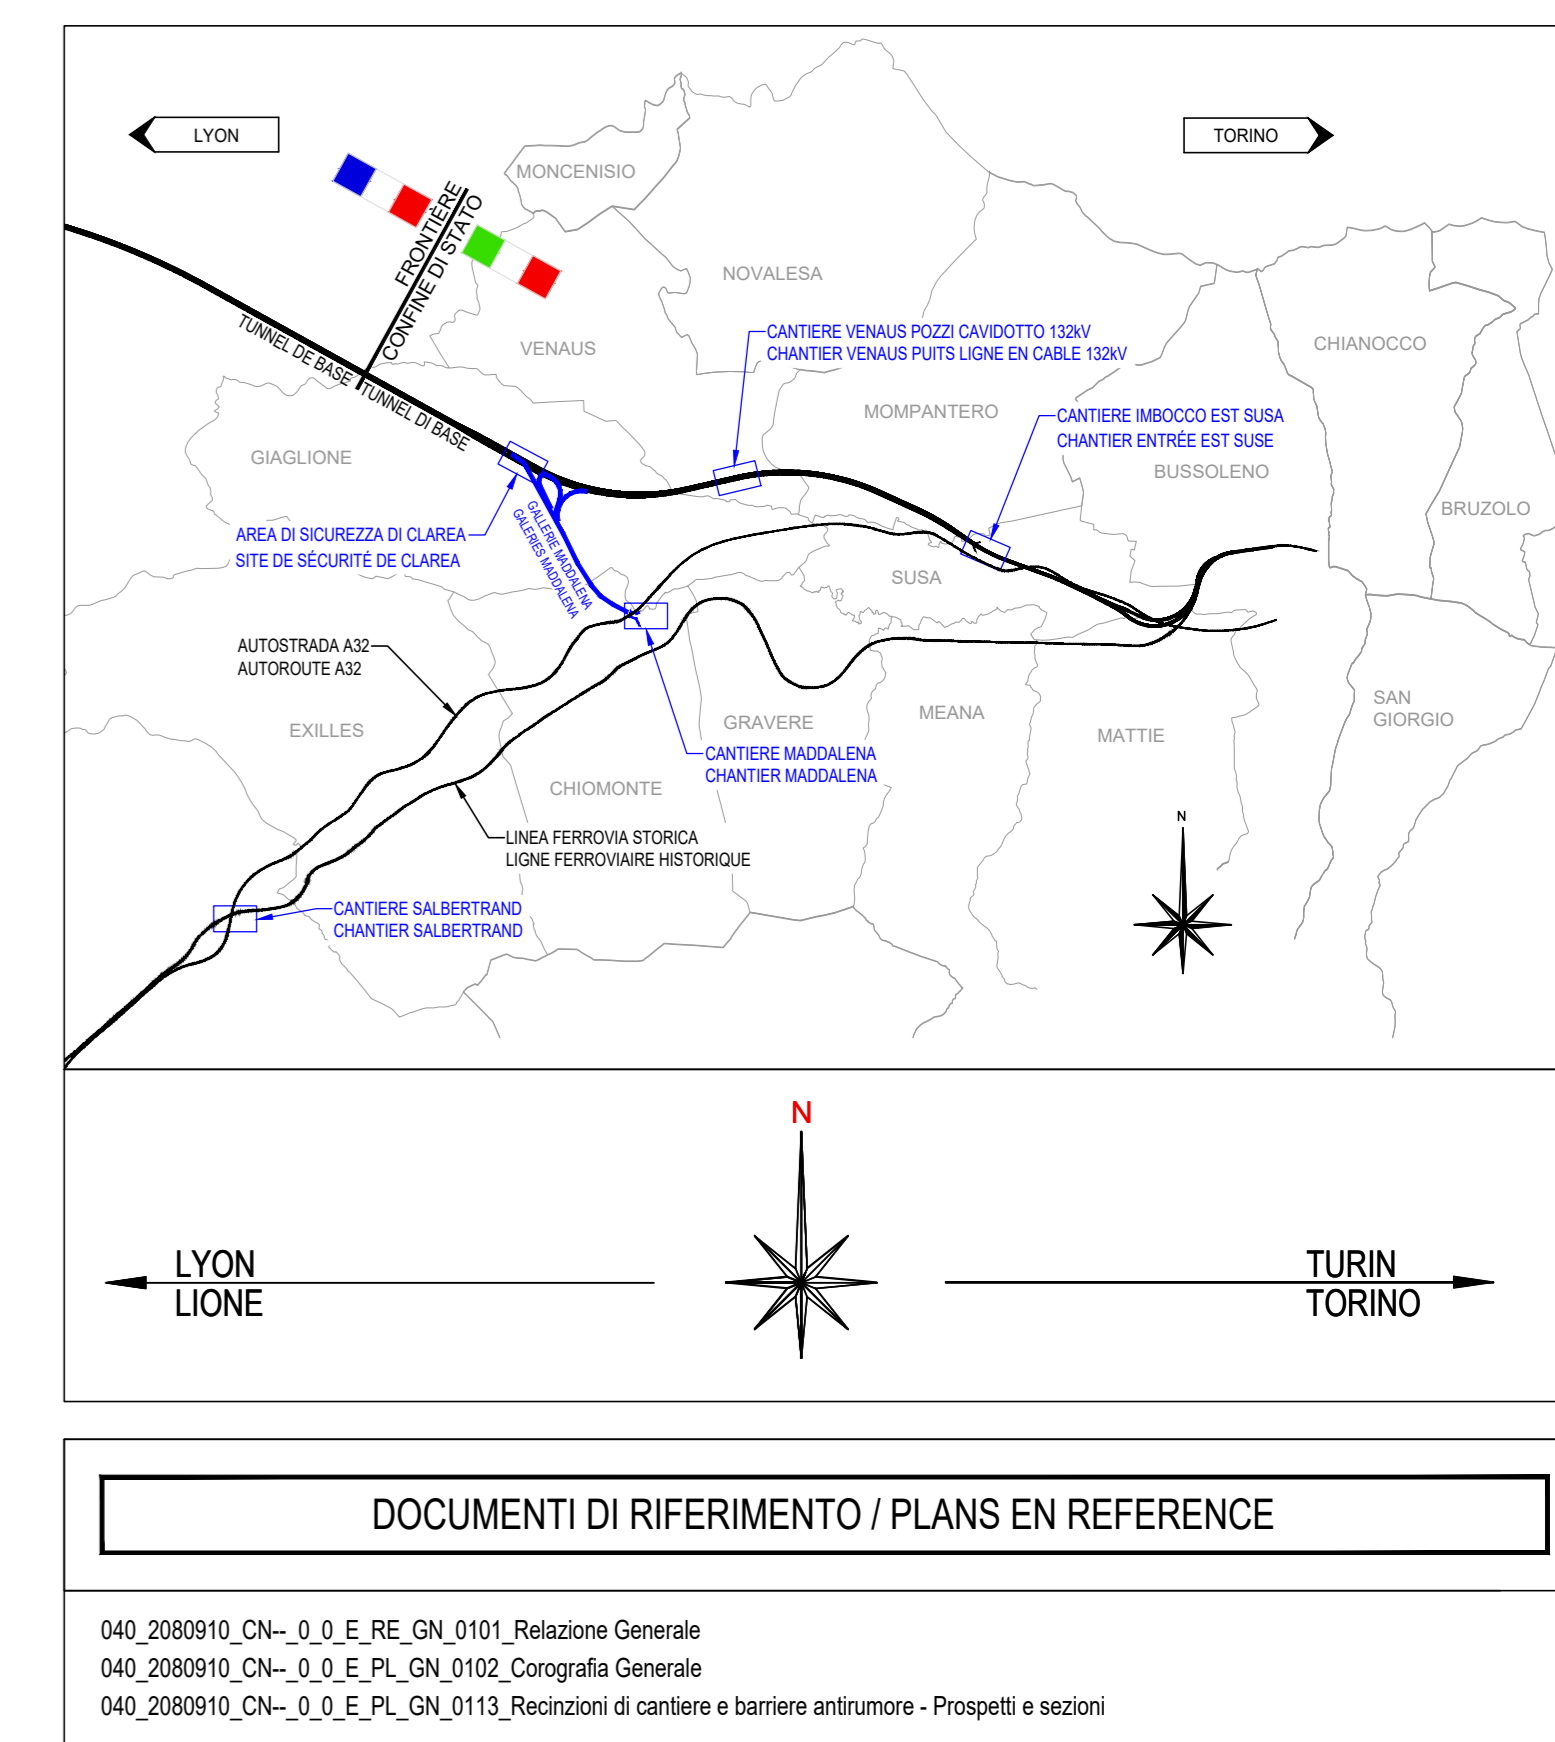 LYON
TORINO
MONCENISIO
FRONTIÈRE
CONFINE DI STATO
NOVALESA
TUNNEL DE BASE
TUNNEL DI BASE
VENAUS
CANTIERE VENAUS POZZI CAVIDOTTO 132kV
CHANTIER VENAUS PUITS LIGNE EN CABLE 132kV
CHIANOCCO
MOMPANTERO
CANTIERE IMBOCCO EST SUSA
CHANTIER ENTRÉE EST SUSE
GIAGLIONE
BUSSOLENO
BRUZOLO
AREA DI SICUREZZA DI CLAREA
SITE DE SÉCURITÉ DE CLAREA
GALLERIE MADDALENA
GALERIES MADDALENA
SUSA
AUTOSTRADA A32
AUTOROUTE A32
EXILLES
GRAVERE
MEANA
MATTIE
SAN
GIORGIO
CANTIERE MADDALENA
CHANTIER MADDALENA
CHIOMONTE
N
LINEA FERROVIA STORICA
LIGNE FERROVIAIRE HISTORIQUE
CANTIERE SALBERTRAND
CHANTIER SALBERTRAND
N
LYON
LIONE
TURIN
TORINO
DOCUMENTI DI RIFERIMENTO / PLANS EN REFERENCE
040_2080910_CN--_0_0_E_RE_GN_0101_Relazione Generale
040_2080910_CN--_0_0_E_PL_GN_0102_Corografia Generale
040_2080910_CN--_0_0_E_PL_GN_0113_Recinzioni di cantiere e barriere antirumore - Prospetti e sezioni